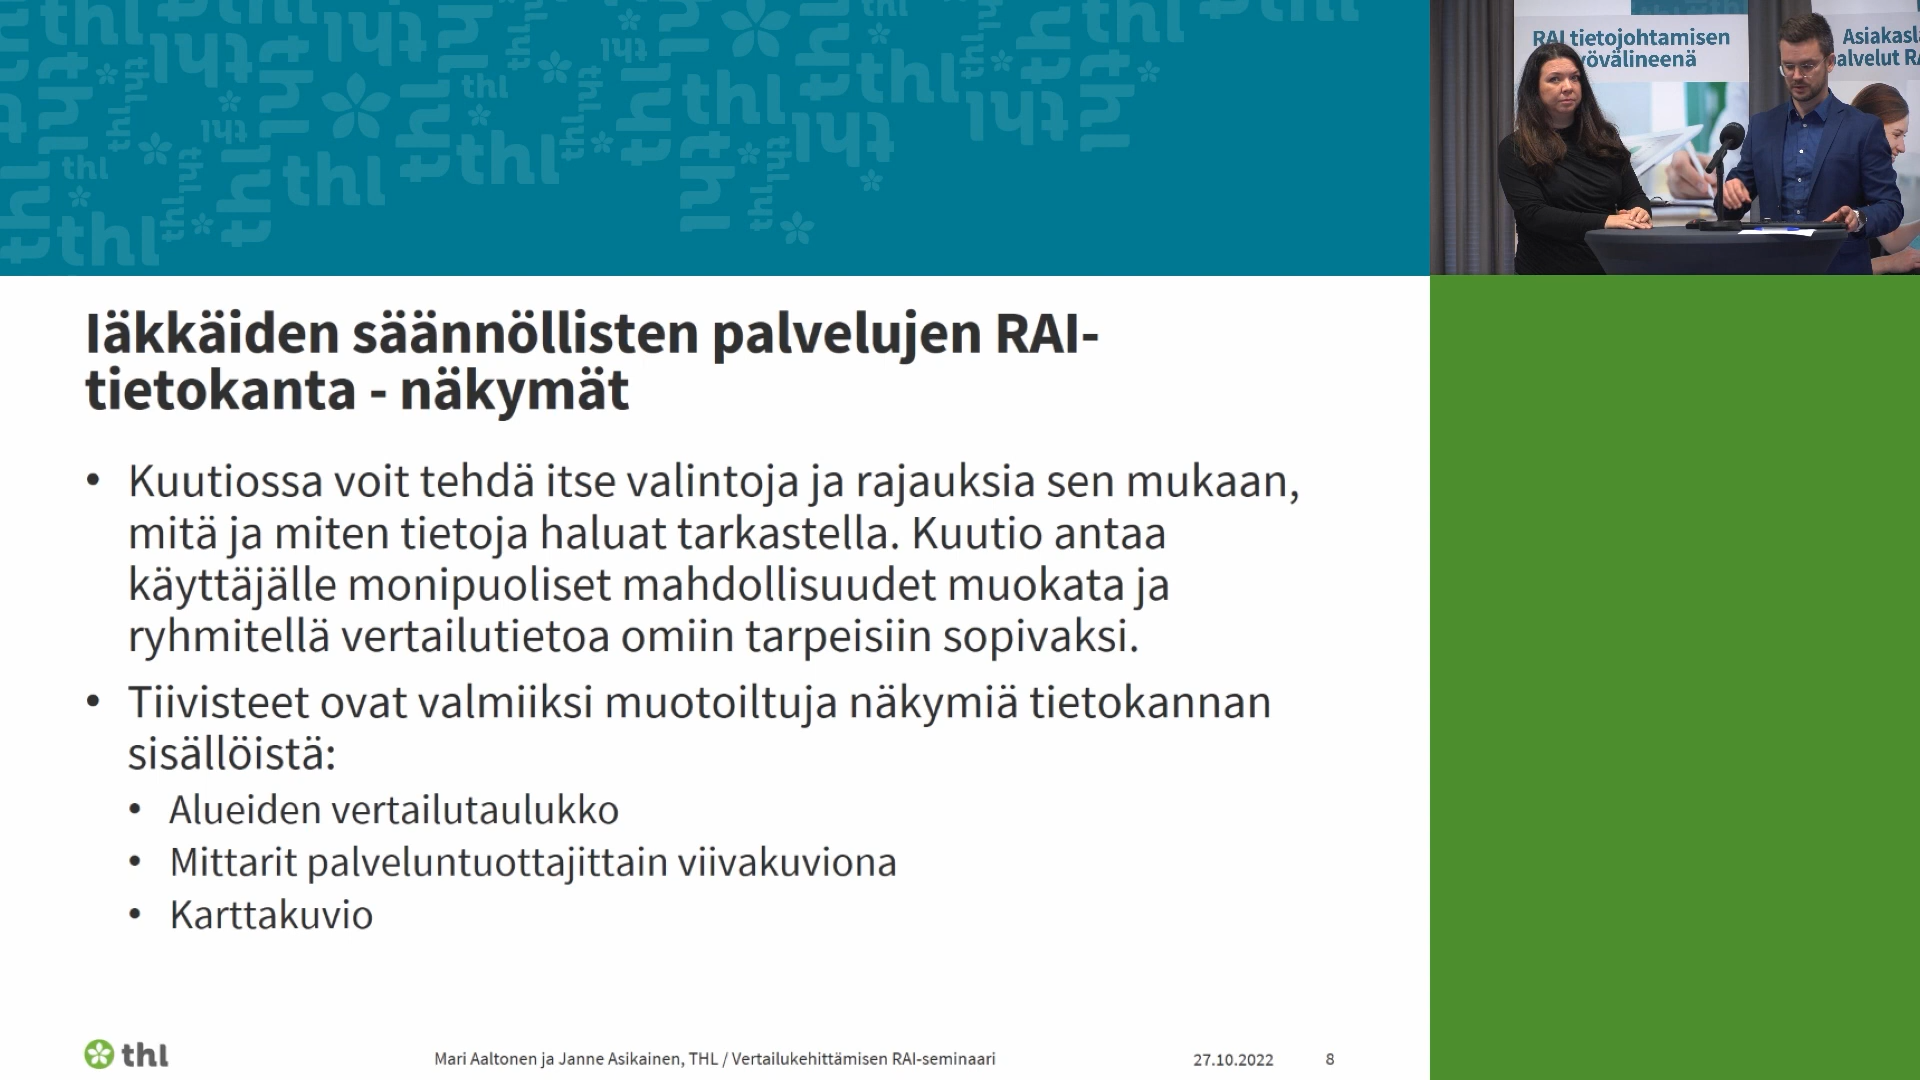 RAI tietojohtamisen
yövälineenä
Asiakasla
alvelut RA
Iäkkäiden säännöllisten palvelujen RAI-
tietokanta - näkymät
• Kuutiossa voit tehdä itse valintoja ja rajauksia sen mukaan,
mitä ja miten tietoja haluat tarkastella. Kuutio antaa
käyttäjälle monipuoliset mahdollisuudet muokata ja
ryhmitellä vertailutietoa omiin tarpeisiin sopivaksi.
• Tiivisteet ovat valmiiksi muotoiltuja näkymiä tietokannan
sisällöistä:
• Alueiden vertailutaulukko
• Mittarit palveluntuottajittain viivakuviona
• Karttakuvio
thl
Mari Aaltonen ja Janne Asikainen, THL / Vertailukehittämisen RAI-seminaari
27.10.2022
8